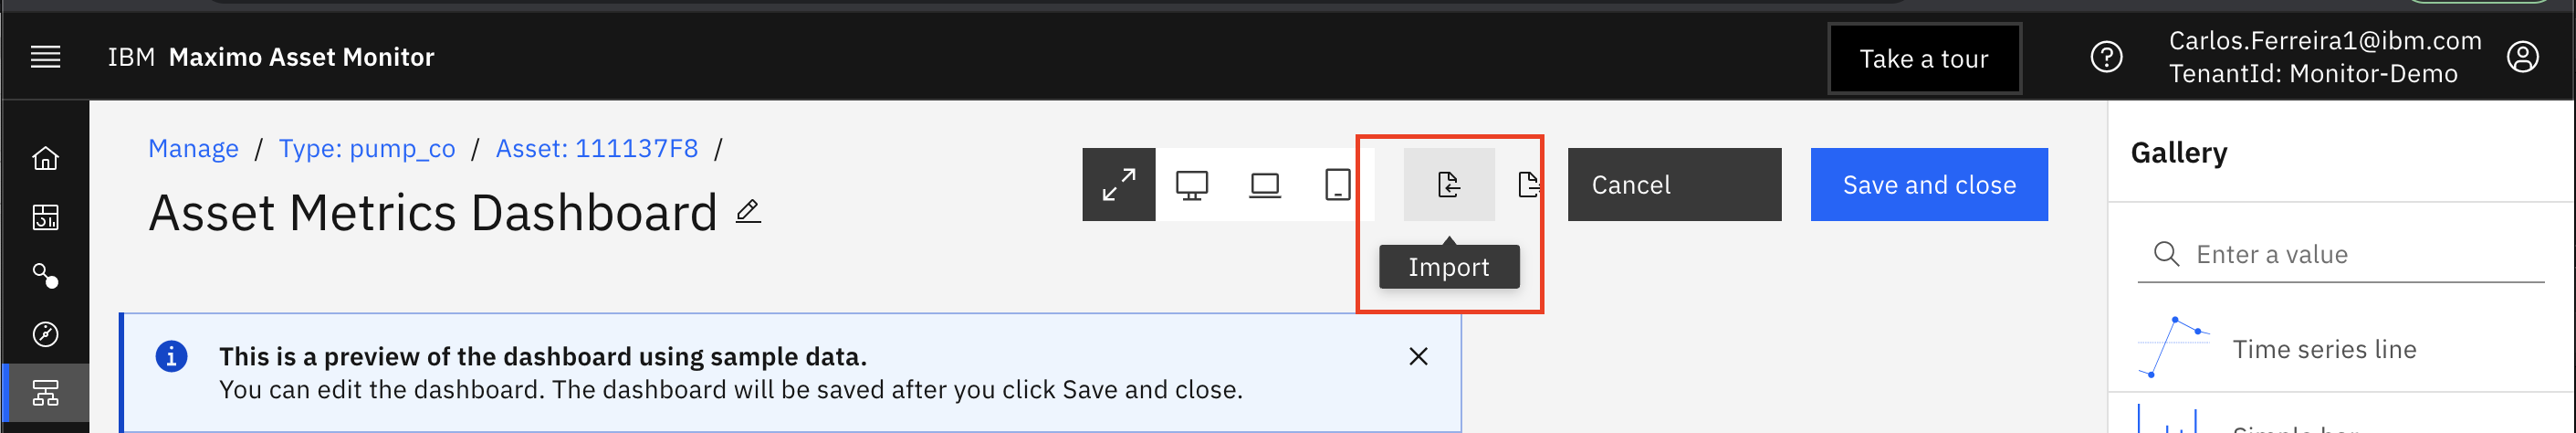 IBM Maximo Asset Monitor
Take a tour
Carlos.Ferreira1@ibm.com
TenantId: Monitor-Demo
Manage / Type: pump_co / Asset: 111137F8 /
Asset Metrics Dashboard
Cancel
Save and close
Import
This is a preview of the dashboard using sample data.
You can edit the dashboard. The dashboard will be saved after you click Save and close.
Gallery
Enter a value
Time series line